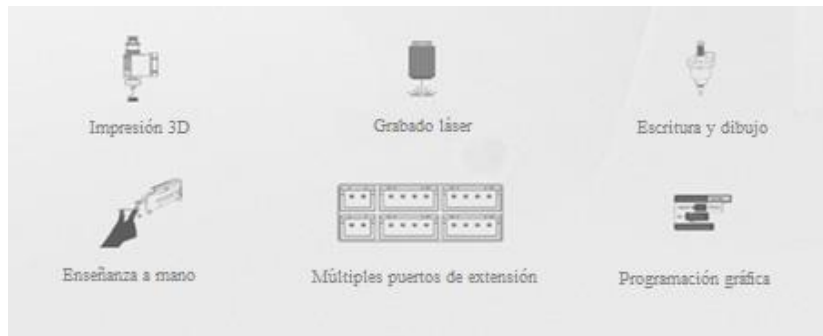 Impresión 3D
Grabado láser
Escritura y dibujo
Enseñanza a mano
Múltiples puertos de extensión
Programación gráfica